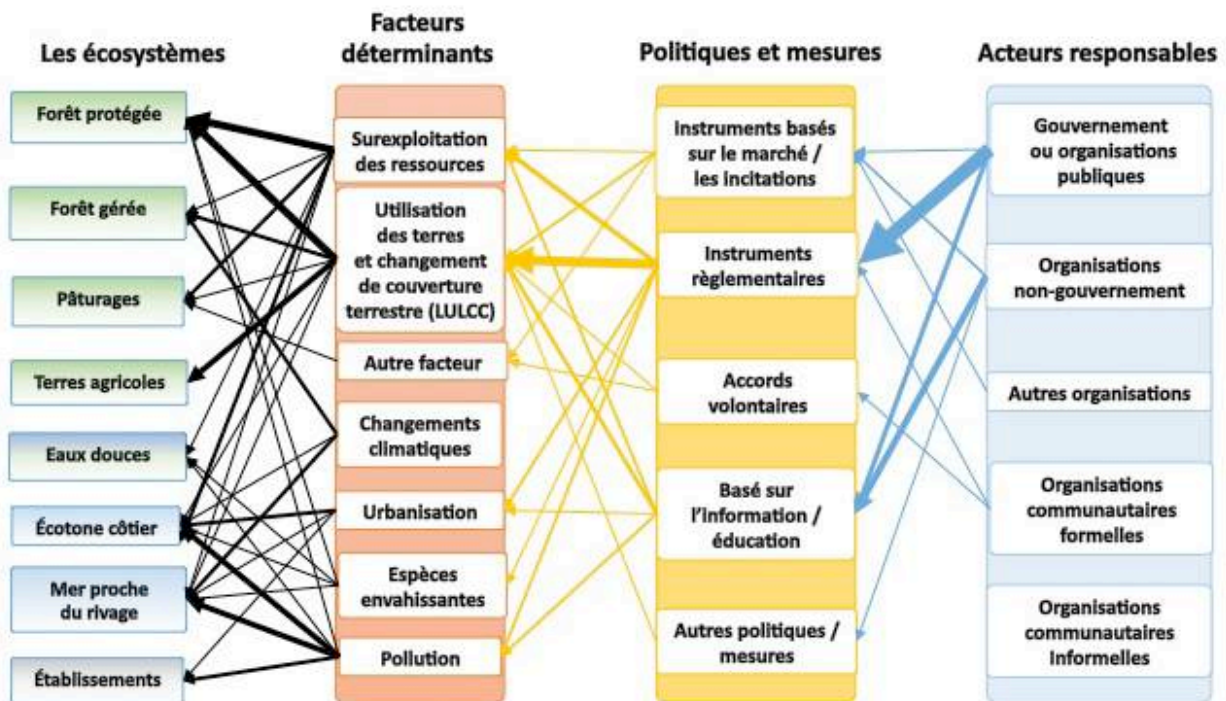 Les écosystèmes
Forêt protégée
Forêt gérée
Pâturages
Terres agricoles
Eaux douces
Écotone côtier
Mer proche
du rivage
Établissements
Facteurs
déterminants
Surexploitation
des ressources
Utilisation
des terres
et changement
de couverture
terrestre (LULCC)
Autre facteur
Changements
climatiques
Urbanisation
Espèces
envahissantes
Pollution
Politiques et mesures
Instruments basés
sur le marché /
les incitations
Instruments
règlementaires
Accords
volontaires
Basé sur
l'information /
éducation
Autres politiques /
mesures
Acteurs responsables
Gouvernement
ou organisations
publiques
Organisations
non-gouvernement
Autres organisations
Organisations
communautaires
formelles
Organisations
communautaires
Informelles